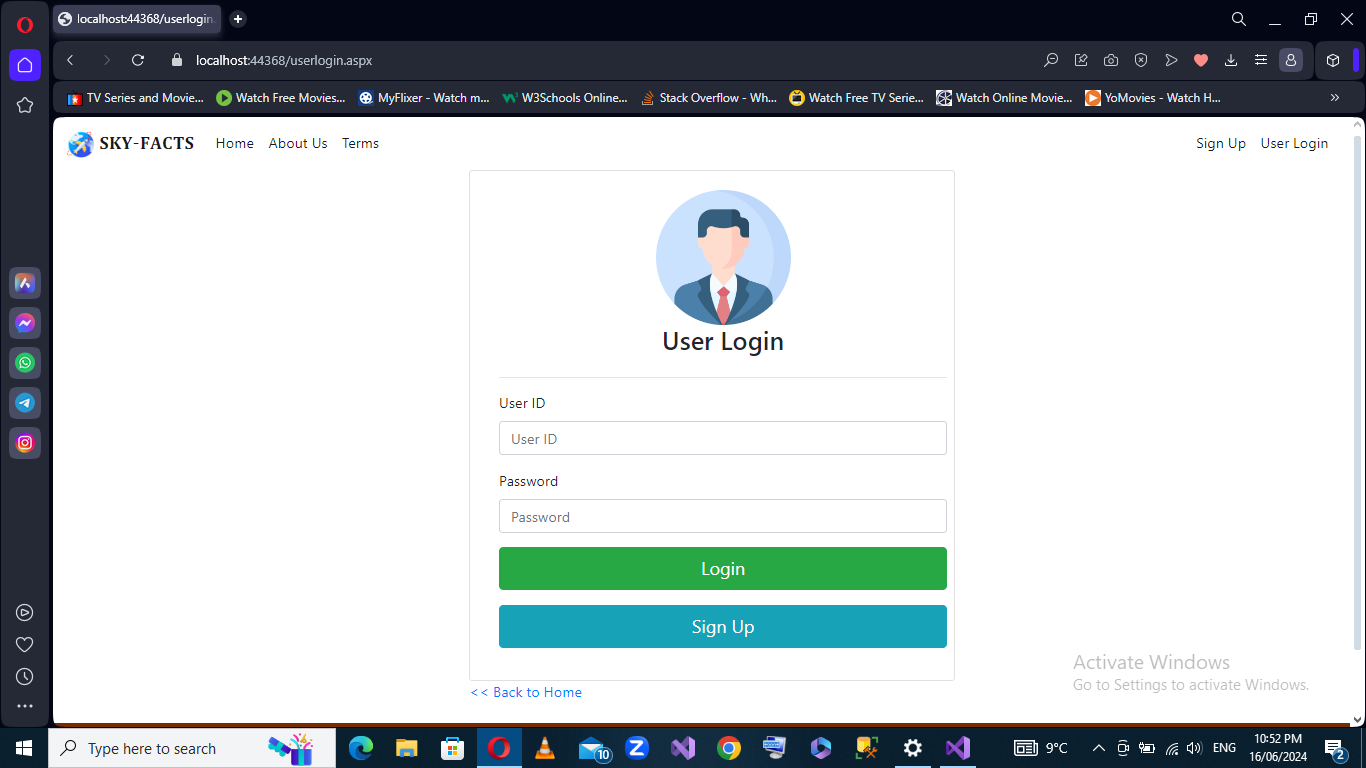 localhost:44368/userlogin.
localhost:44368/userlogin.aspx
TV Series and Movie...
Watch Free Movies...
MyFlixer - Watch m...
W3Schools Online...
Stack Overflow - Wh...
Watch Free TV Serie...
Watch Online Movie...
YoMovies - Watch H...
SKY-FACTS
Home
About Us
Terms
Sign Up
User Login
User Login
User ID
User ID
Password
Password
Login
Sign Up
<< Back to Home
Activate Windows
Go to Settings to activate Windows.
Type here to search
10
9°C
ENG
10:52 PM
16/06/2024
2